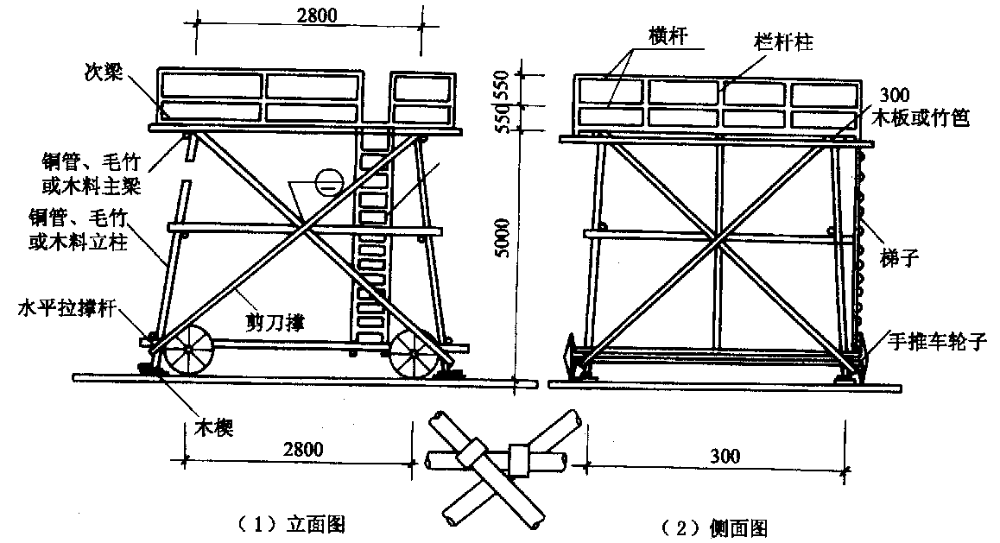 2800
次梁
横杆
栏杆柱
550
550
300
木板或竹笆
铜管、毛竹
或木料主梁
铜管、毛竹
或木料立柱
5000
梯子
水平拉撑杆
剪刀撑
手推车轮子
木楔
2800
300
（1）立面图
（2）侧面图